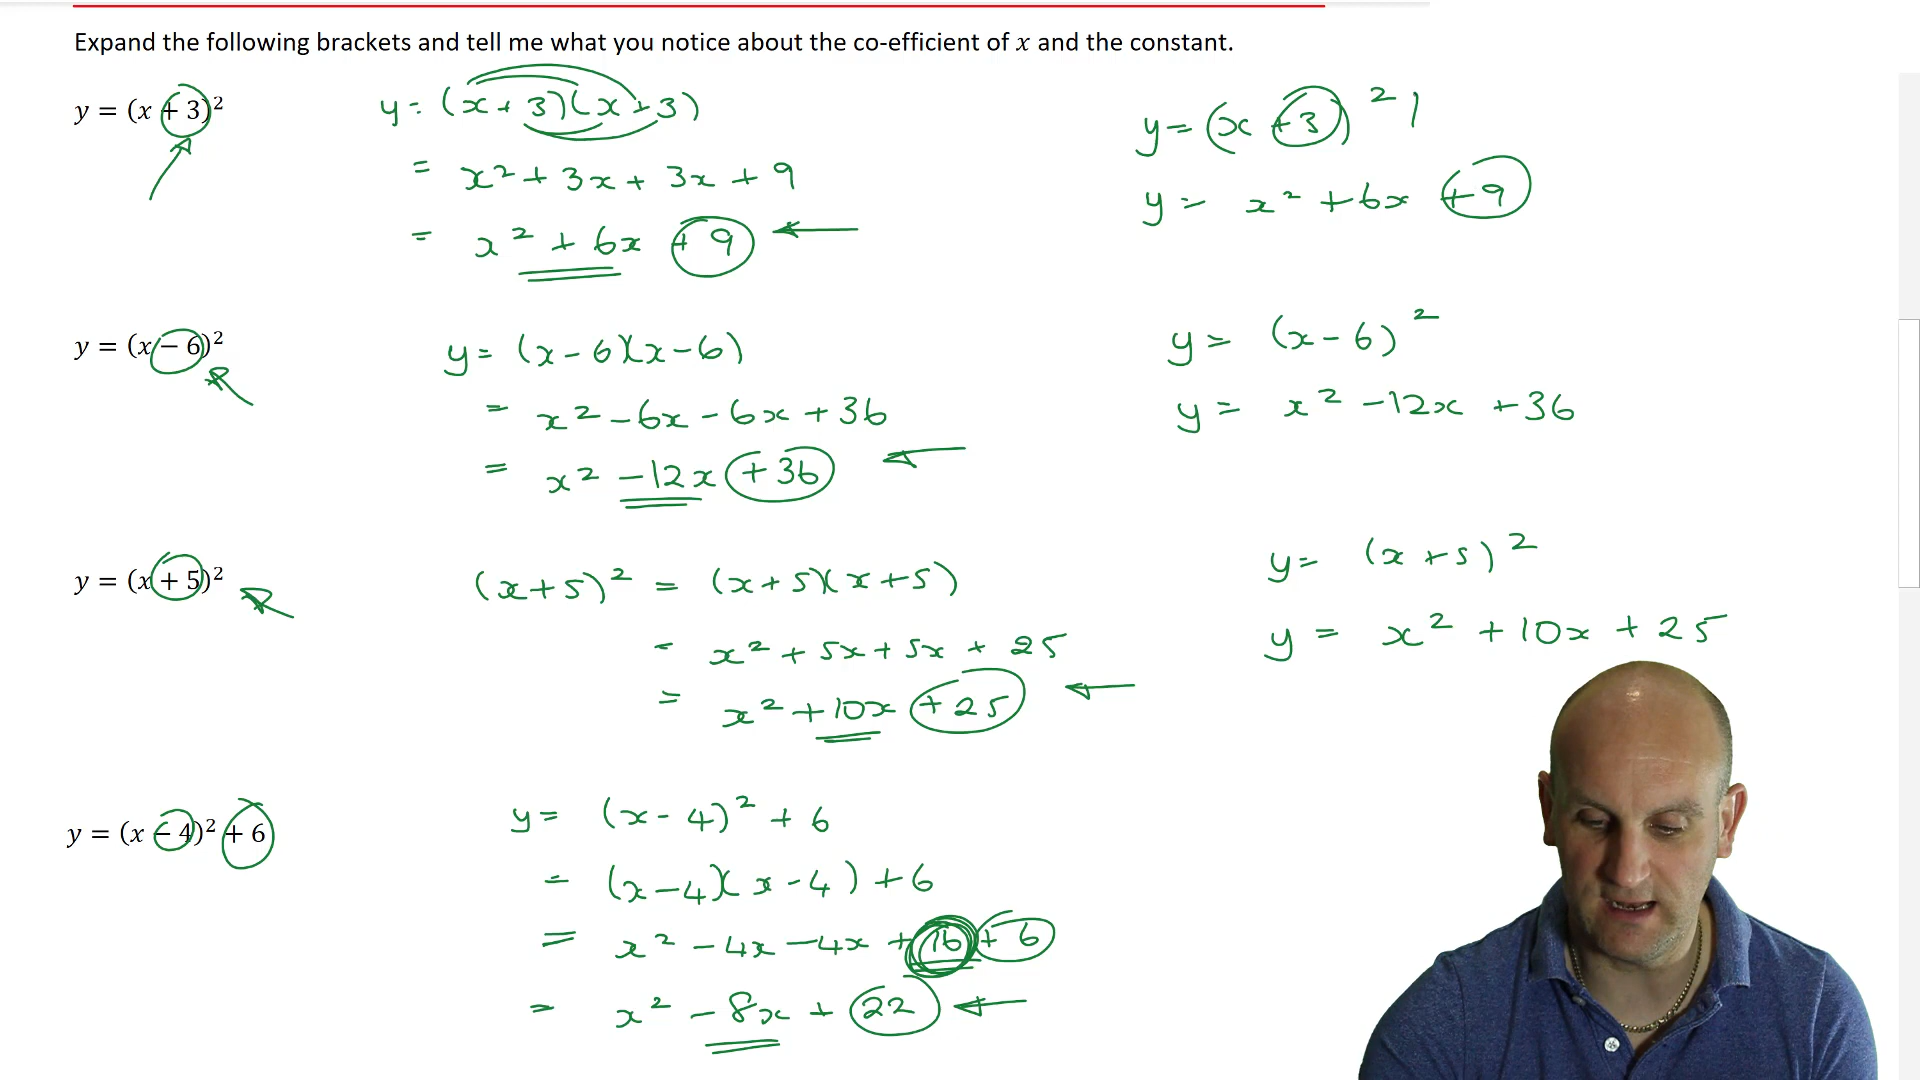 Expand the following brackets and tell me what you notice about the co-efficient of x and the constant.
y = (x + 3)²
y = (x + 3)(x + 3)
= x² + 3x + 3x + 9
= x² + 6x + 9
y = (x + 3)²
y = x² + 6x + 9
y = (x − 6)²
y = (x − 6)(x − 6)
= x² − 6x − 6x + 36
= x² − 12x + 36
y = (x − 6)²
y = x² − 12x + 36
y = (x + 5)²
(x + 5)² = (x + 5)(x + 5)
= x² + 5x + 5x + 25
= x² + 10x + 25
y = (x + 5)²
y = x² + 10x + 25
y = (x − 4)² + 6
y = (x − 4)² + 6
= (x − 4)(x − 4) + 6
= x² − 4x − 4x + 16 + 6
= x² − 8x + 22